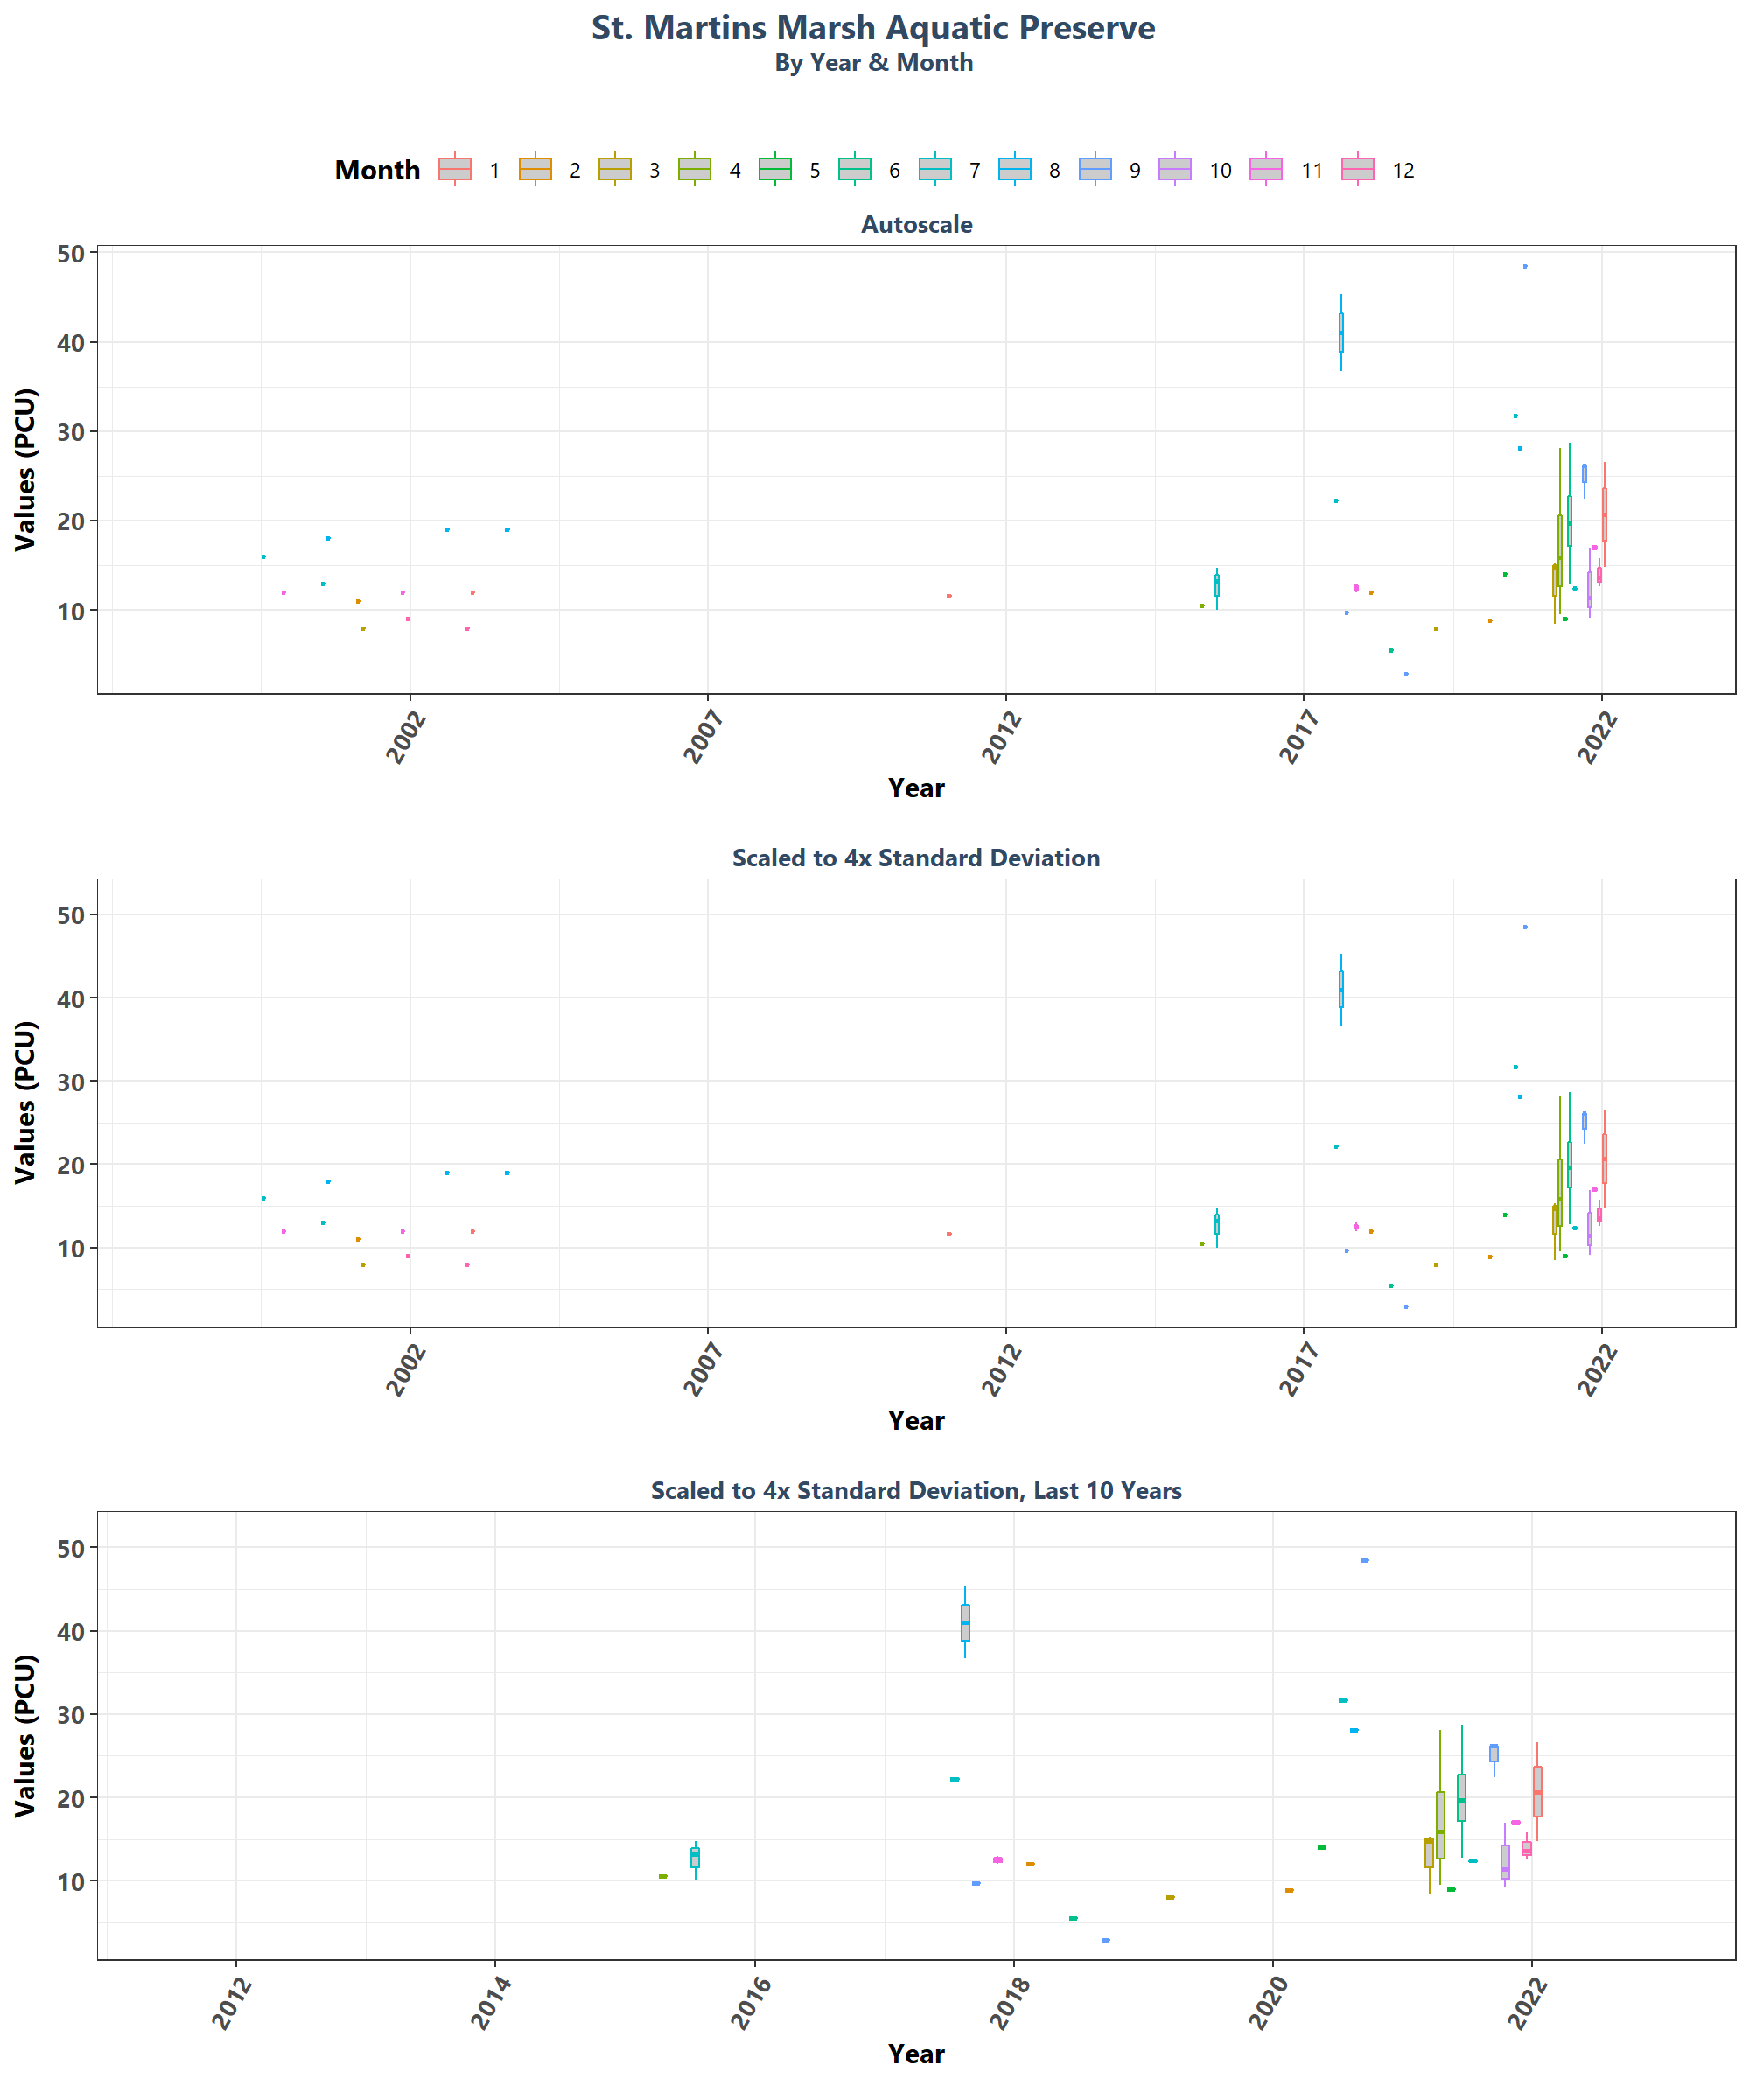 St. Martins Marsh Aquatic Preserve
By Year & Month
Month 1 2 3 4 5 6 7 8 9 10 11 12
Autoscale
Values (PCU)
50
40
30
20
10
2002 2007 2012 2017 2022
Year
Scaled to 4x Standard Deviation
Values (PCU)
50
40
30
20
10
2002 2007 2012 2017 2022
Year
Scaled to 4x Standard Deviation, Last 10 Years
Values (PCU)
50
40
30
20
10
2012 2014 2016 2018 2020 2022
Year